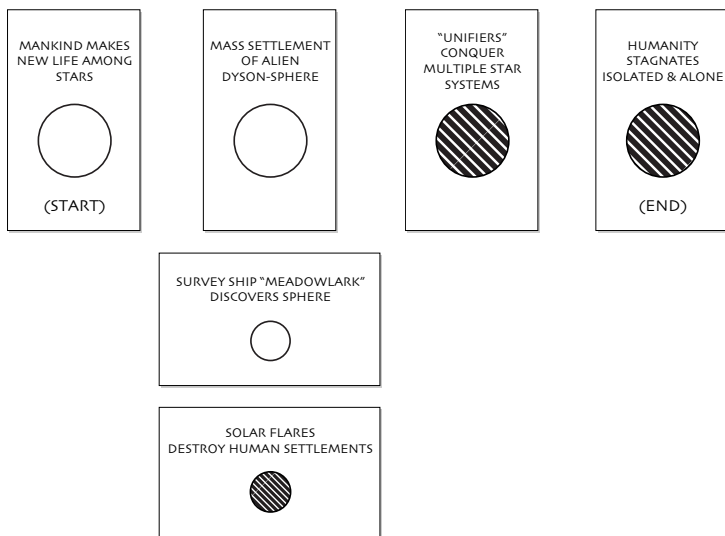 MANKIND MAKES
NEW LIFE AMONG
STARS
(START)
MASS SETTLEMENT
OF ALIEN
DYSON-SPHERE
"UNIFIERS"
CONQUER
MULTIPLE STAR
SYSTEMS
HUMANITY
STAGNATES
ISOLATED & ALONE
(END)
SURVEY SHIP "MEADOWLARK"
DISCOVERS SPHERE
SOLAR FLARES
DESTROY HUMAN SETTLEMENTS